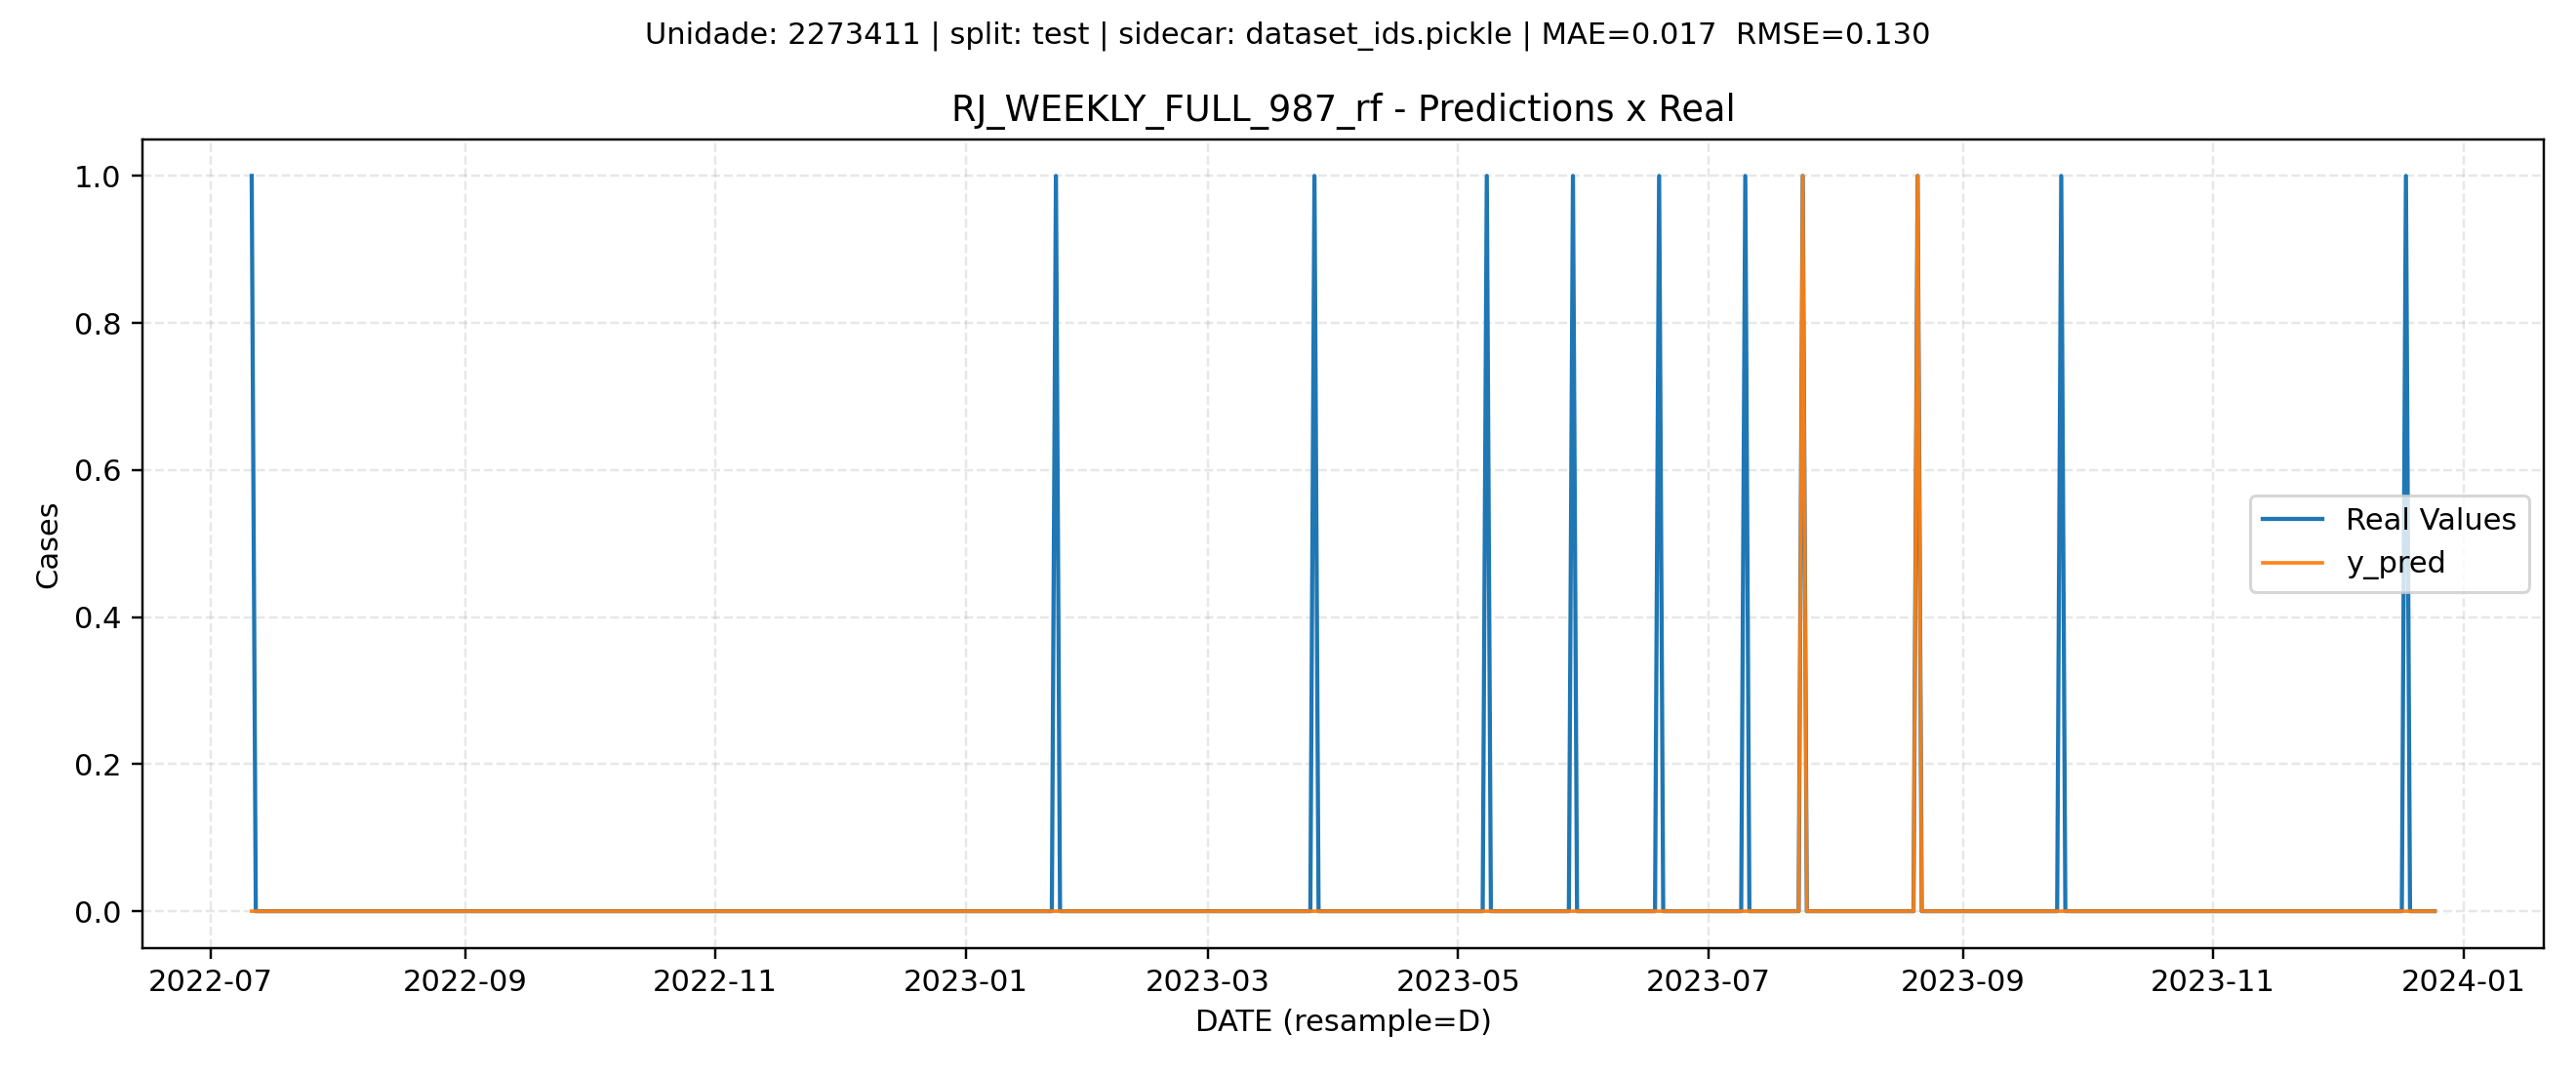 Unidade: 2273411 | split: test | sidecar: dataset_ids.pickle | MAE=0.017  RMSE=0.130
RJ_WEEKLY_FULL_987_rf - Predictions x Real
1.0
0.8
0.6
0.4
0.2
0.0
Cases
Real Values
y_pred
2022-07
2022-09
2022-11
2023-01
2023-03
2023-05
2023-07
2023-09
2023-11
2024-01
DATE (resample=D)